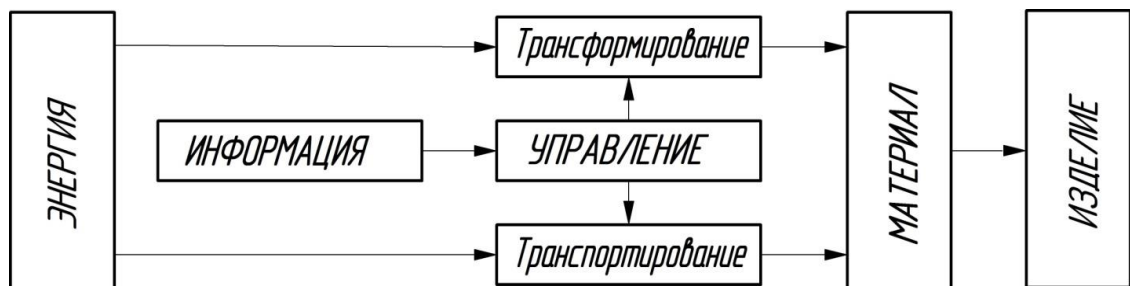 ЭНЕРГИЯ
Трансформирование
ИНФОРМАЦИЯ
УПРАВЛЕНИЕ
Транспортирование
МАТЕРИАЛ
ИЗДЕЛИЕ